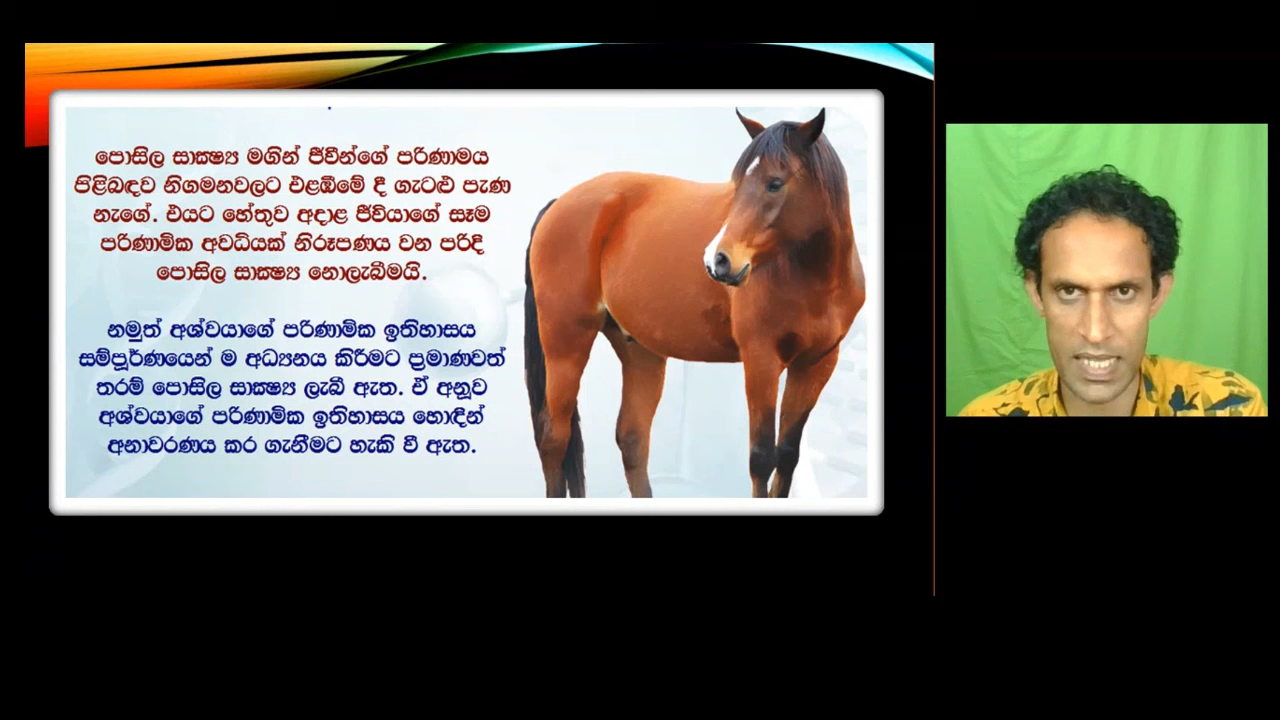 පොසිල සාක්‍ෂ්‍ය මගින් ජීවීන්ගේ පරිණාමය
පිළිබඳව නිගමනවලට එළඹීමේ දී ගැටළු පැණ
නැගේ. එයට හේතුව අදාළ ජීවියාගේ සෑම
පරිණාමික අවධියක් නිරූපණය වන පරිදි
පොසිල සාක්‍ෂ්‍ය නොලැබීමයි.
නමුත් අශ්වයාගේ පරිණාමික ඉතිහාසය
සම්පූර්ණයෙන් ම අධ්‍යනය කිරීමට ප්‍රමාණවත්
තරම් පොසිල සාක්‍ෂ්‍ය ලැබී ඇත. ඒ අනුව
අශ්වයාගේ පරිණාමික ඉතිහාසය හොඳින්
අනාවරණය කර ගැනීමට හැකි වී ඇත.